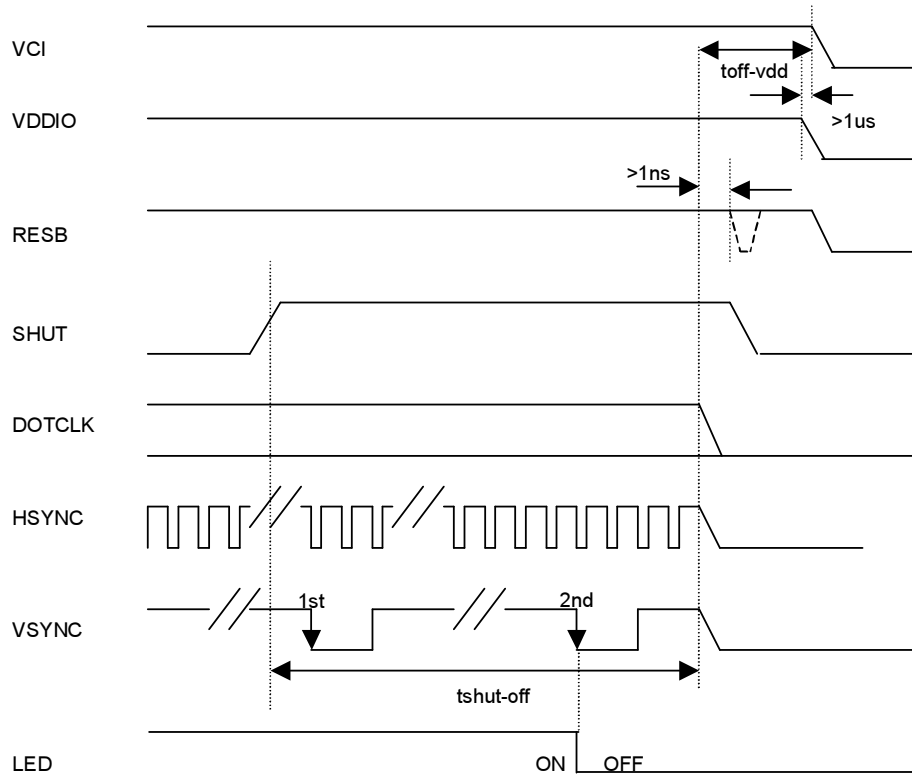 VCI
toff-vdd
>1us
VDDIO
>1ns
RESB
SHUT
DOTCLK
HSYNC
1st
2nd
VSYNC
tshut-off
LED
ON
OFF